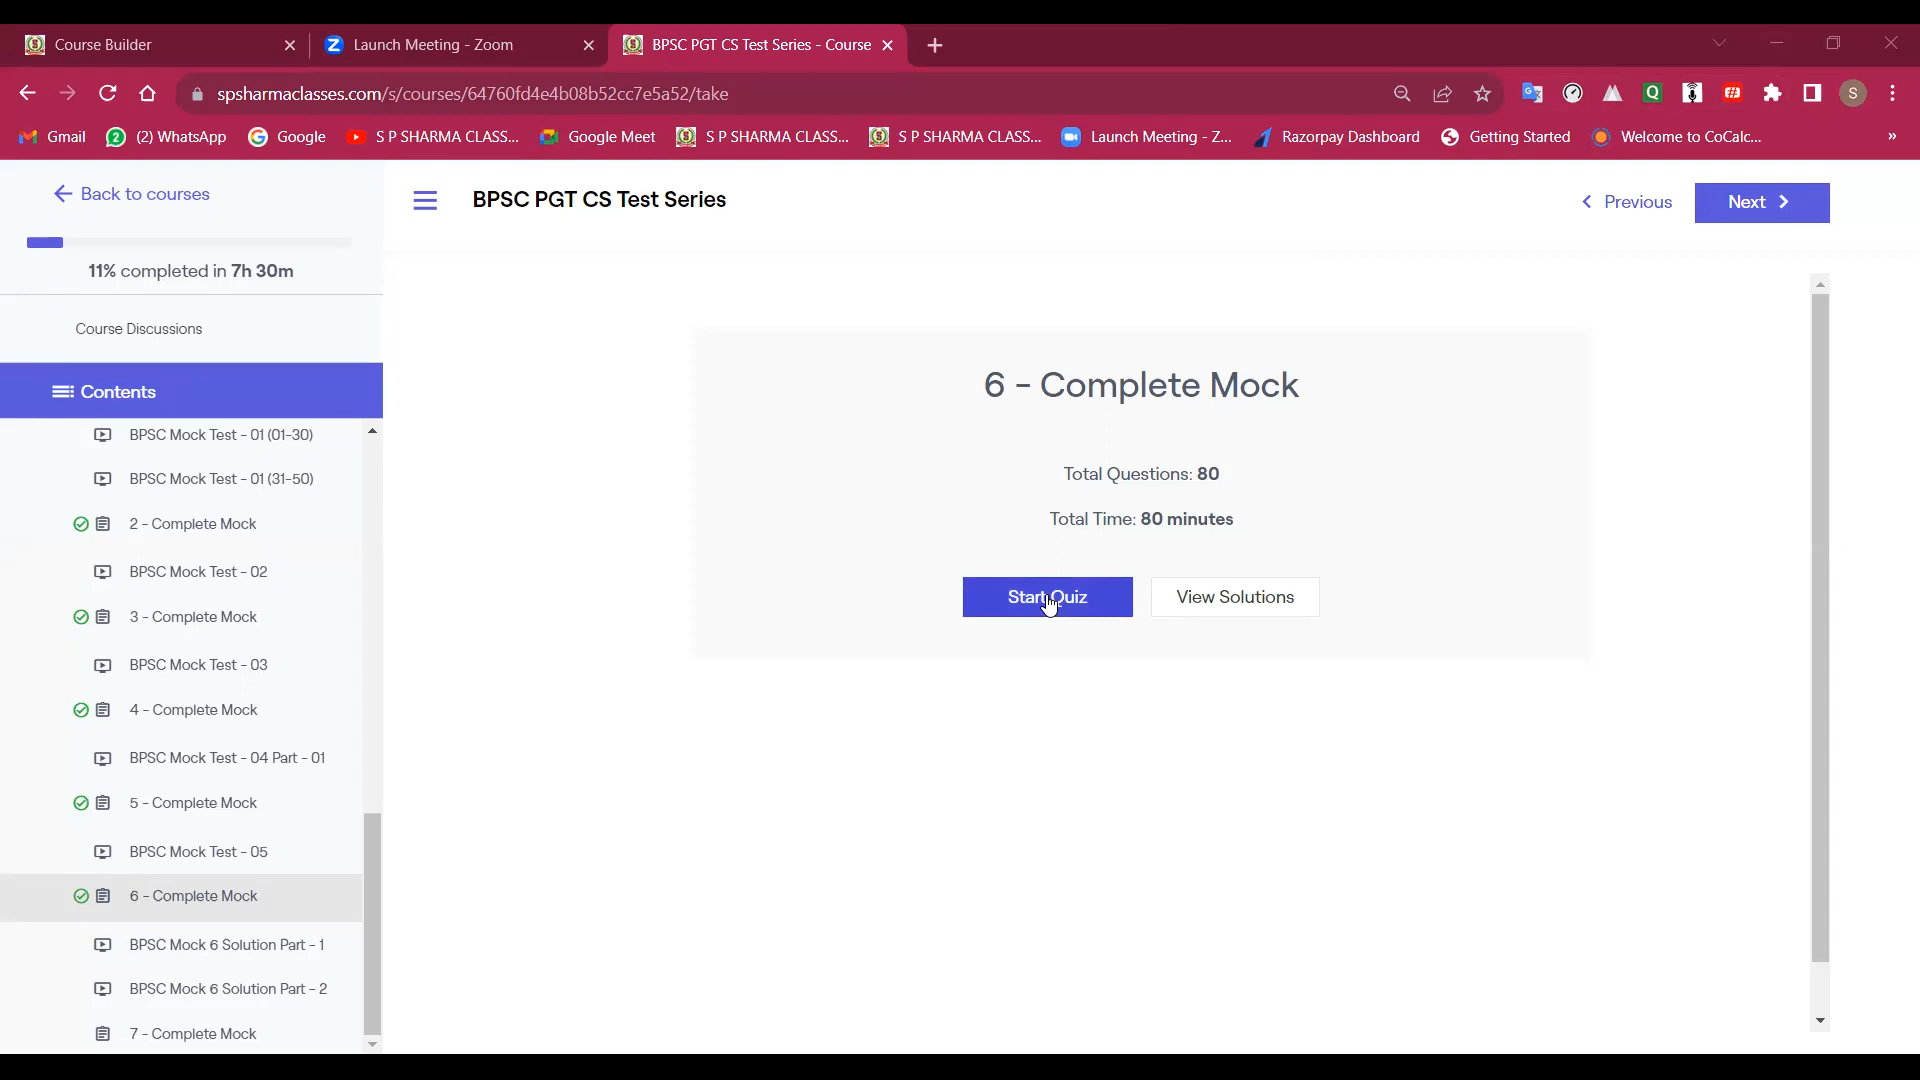 Course Builder
Launch Meeting - Zoom
BPSC PGT CS Test Series - Course
spsharmaclasses.com/s/courses/64760fd4e4b08b52cc7e5a52/take
Gmail
(2) WhatsApp
Google
S P SHARMA CLASS...
Google Meet
S P SHARMA CLASS...
S P SHARMA CLASS...
Launch Meeting - Z...
Razorpay Dashboard
Getting Started
Welcome to CoCalc...
»
S
Back to courses
11% completed in 7h 30m
Course Discussions
Contents
BPSC Mock Test - 01 (01-30)
BPSC Mock Test - 01 (31-50)
2 - Complete Mock
BPSC Mock Test - 02
3 - Complete Mock
BPSC Mock Test - 03
4 - Complete Mock
BPSC Mock Test - 04 Part - 01
5 - Complete Mock
BPSC Mock Test - 05
6 - Complete Mock
BPSC Mock 6 Solution Part - 1
BPSC Mock 6 Solution Part - 2
7 - Complete Mock
BPSC PGT CS Test Series
Previous
Next
6 - Complete Mock
Total Questions: 80
Total Time: 80 minutes
Start Quiz
View Solutions